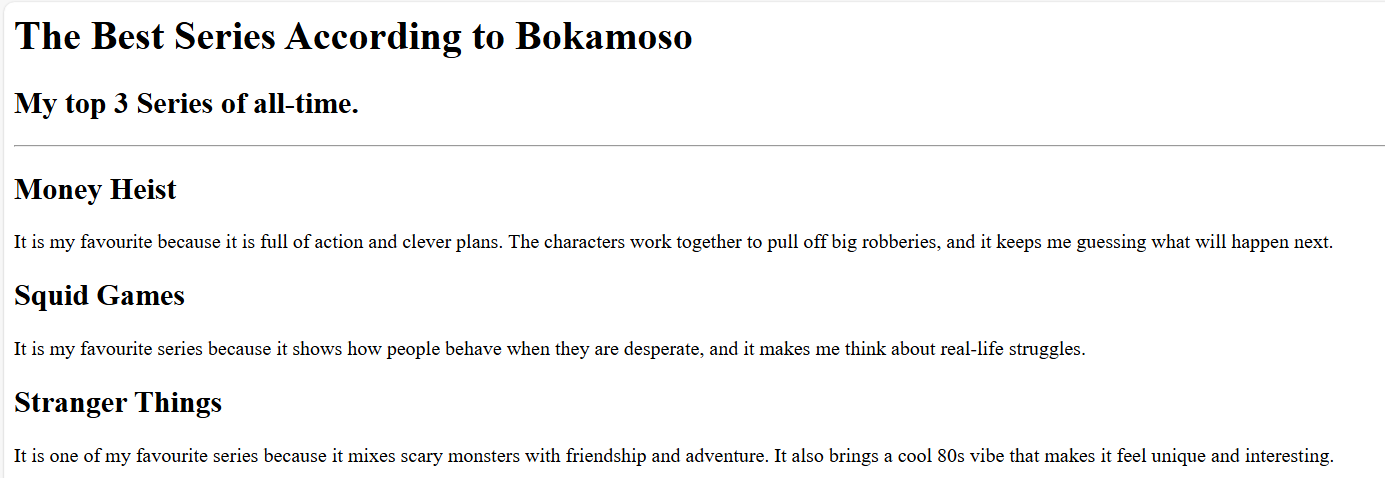 The Best Series According to Bokamoso
My top 3 Series of all-time.
Money Heist
It is my favourite because it is full of action and clever plans. The characters work together to pull off big robberies, and it keeps me guessing what will happen next.
Squid Games
It is my favourite series because it shows how people behave when they are desperate, and it makes me think about real-life struggles.
Stranger Things
It is one of my favourite series because it mixes scary monsters with friendship and adventure. It also brings a cool 80s vibe that makes it feel unique and interesting.